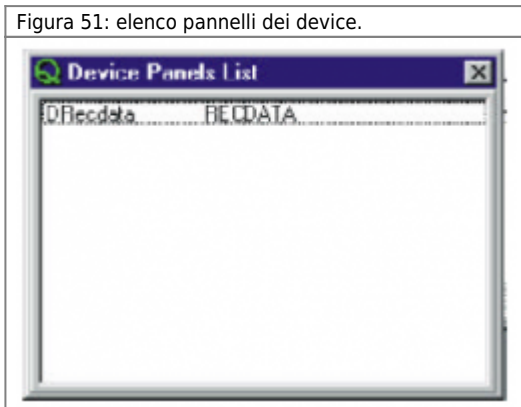 Figura 51: elenco pannelli dei device.
Device Panels List
DRecdata RECDATA